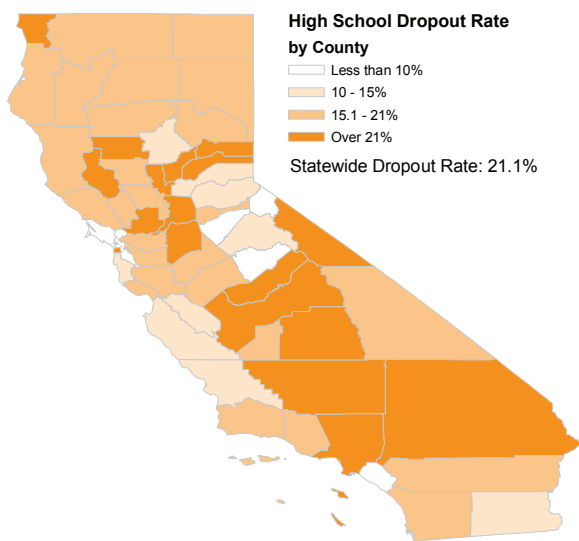 High School Dropout Rate
by County
Less than 10%
10 - 15%
15.1 - 21%
Over 21%
Statewide Dropout Rate: 21.1%